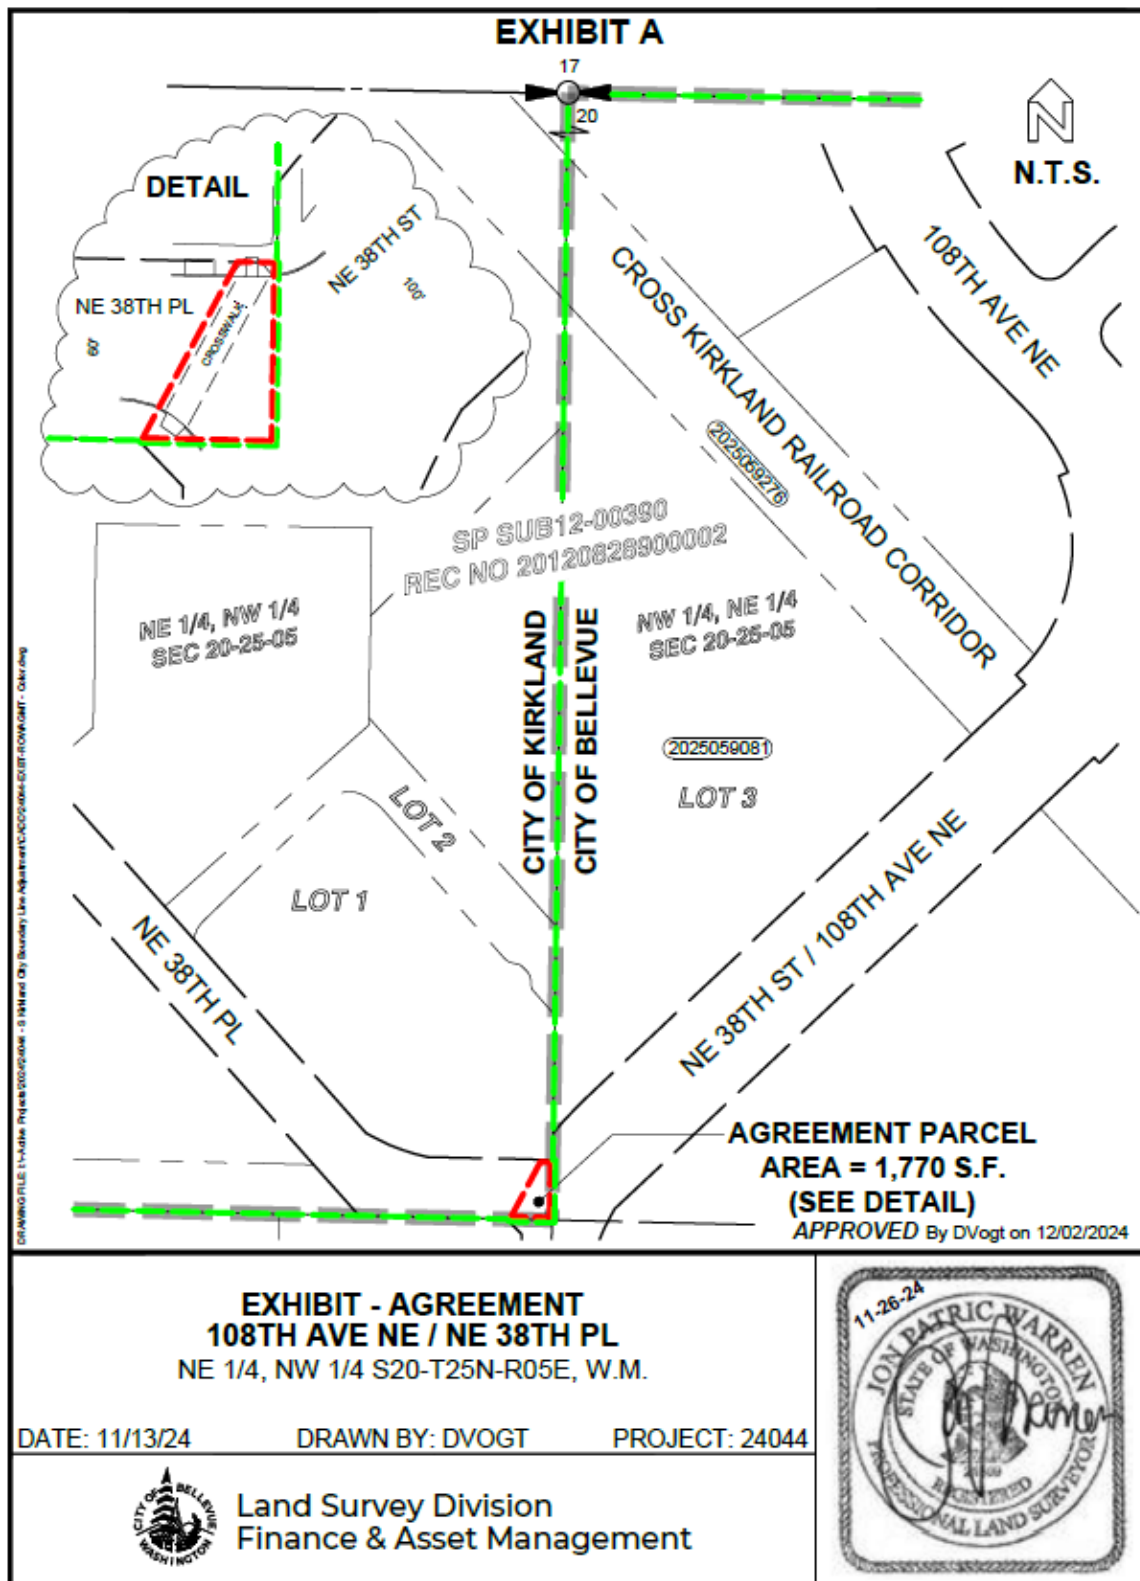 EXHIBIT A
17
20
N
N.T.S.
DETAIL
NE 38TH ST
100'
NE 38TH PL
60'
CROSSWALK
108TH AVE NE
CROSS KIRKLAND RAILROAD CORRIDOR
2025059276
SP SUB12-00390
REC NO 20120828900002
NE 1/4, NW 1/4
SEC 20-25-05
NW 1/4, NE 1/4
SEC 20-25-05
CITY OF KIRKLAND
CITY OF BELLEVUE
2025059081
LOT 3
LOT 2
LOT 1
NE 38TH PL
NE 38TH ST / 108TH AVE NE
AGREEMENT PARCEL
AREA = 1,770 S.F.
(SEE DETAIL)
APPROVED By DVogt on 12/02/2024
EXHIBIT - AGREEMENT
108TH AVE NE / NE 38TH PL
NE 1/4, NW 1/4 S20-T25N-R05E, W.M.
DATE: 11/13/24 DRAWN BY: DVOGT PROJECT: 24044
CITY OF BELLEVUE
WASHINGTON
Land Survey Division
Finance & Asset Management
11-26-24
JON PATRIC WARREN
STATE OF WASHINGTON
REGISTERED
PROFESSIONAL LAND SURVEYOR